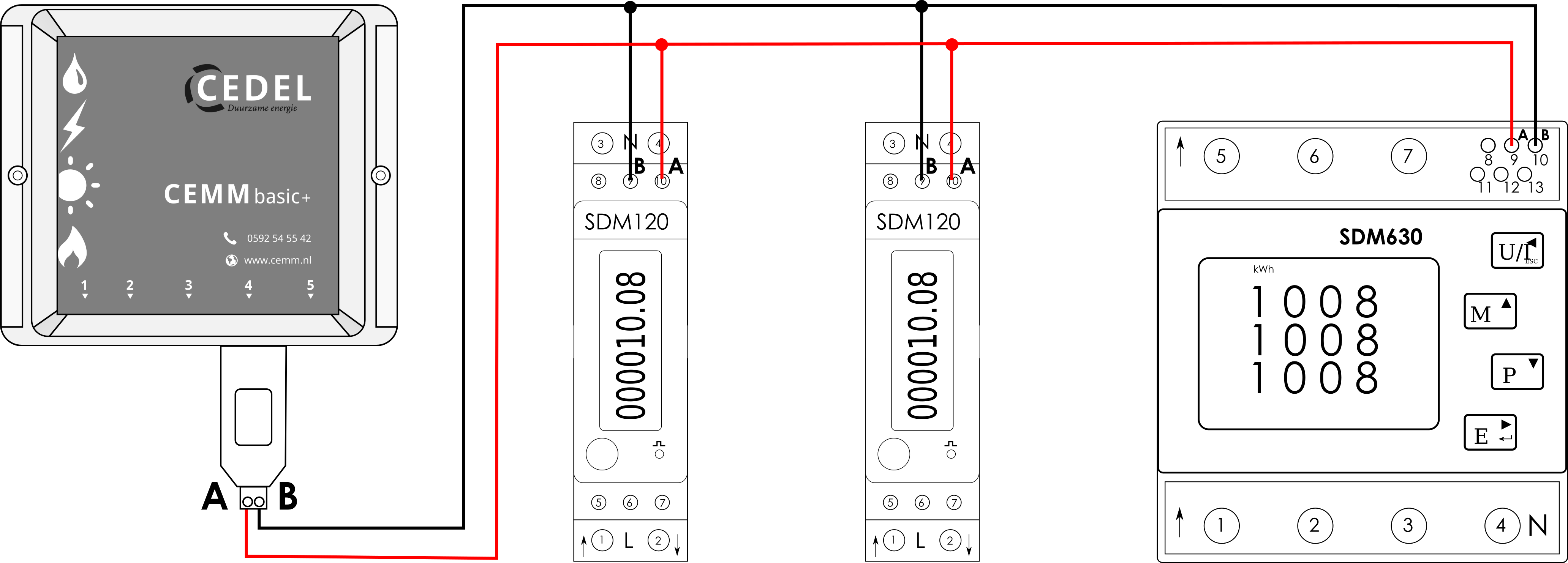 CEDEL
Duurzame energie
CEMM basic+
0592 54 55 42
www.cemm.nl
1 2 3 4 5
A B
3 N 4
B A
8 7 10
SDM120
000010.08
5 6 7
1 L 2
3 N 4
B A
8 7 10
SDM120
000010.08
5 6 7
1 L 2
5 6 7
A B
8 9 10
11 12 13
SDM630
kWh
1008
1008
1008
U/I
ESC
M
P
E
1 2 3 4 N